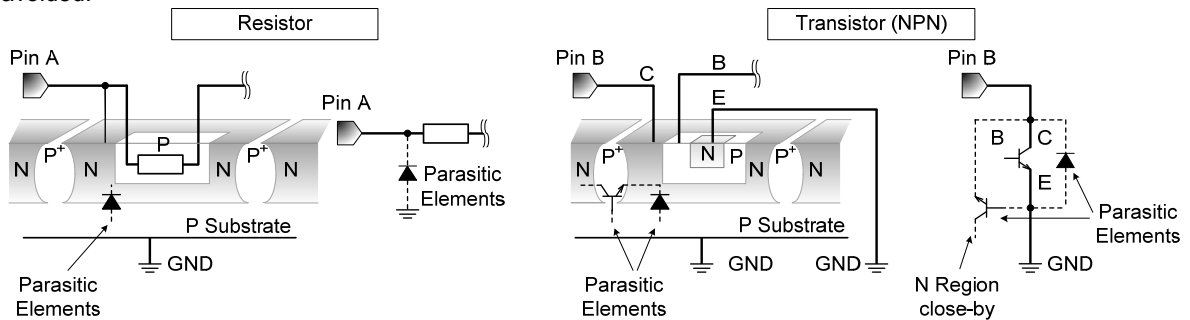 Resistor
Transistor (NPN)
Pin A
Pin A
N
P+
N
P
N
P+
N
Parasitic
Elements
P Substrate
GND
Parasitic
Elements
Pin B
C
B
E
N
P+
N
N
P
N
P+
N
P Substrate
GND
GND
Parasitic
Elements
Pin B
B
C
E
Parasitic
Elements
GND
N Region
close-by